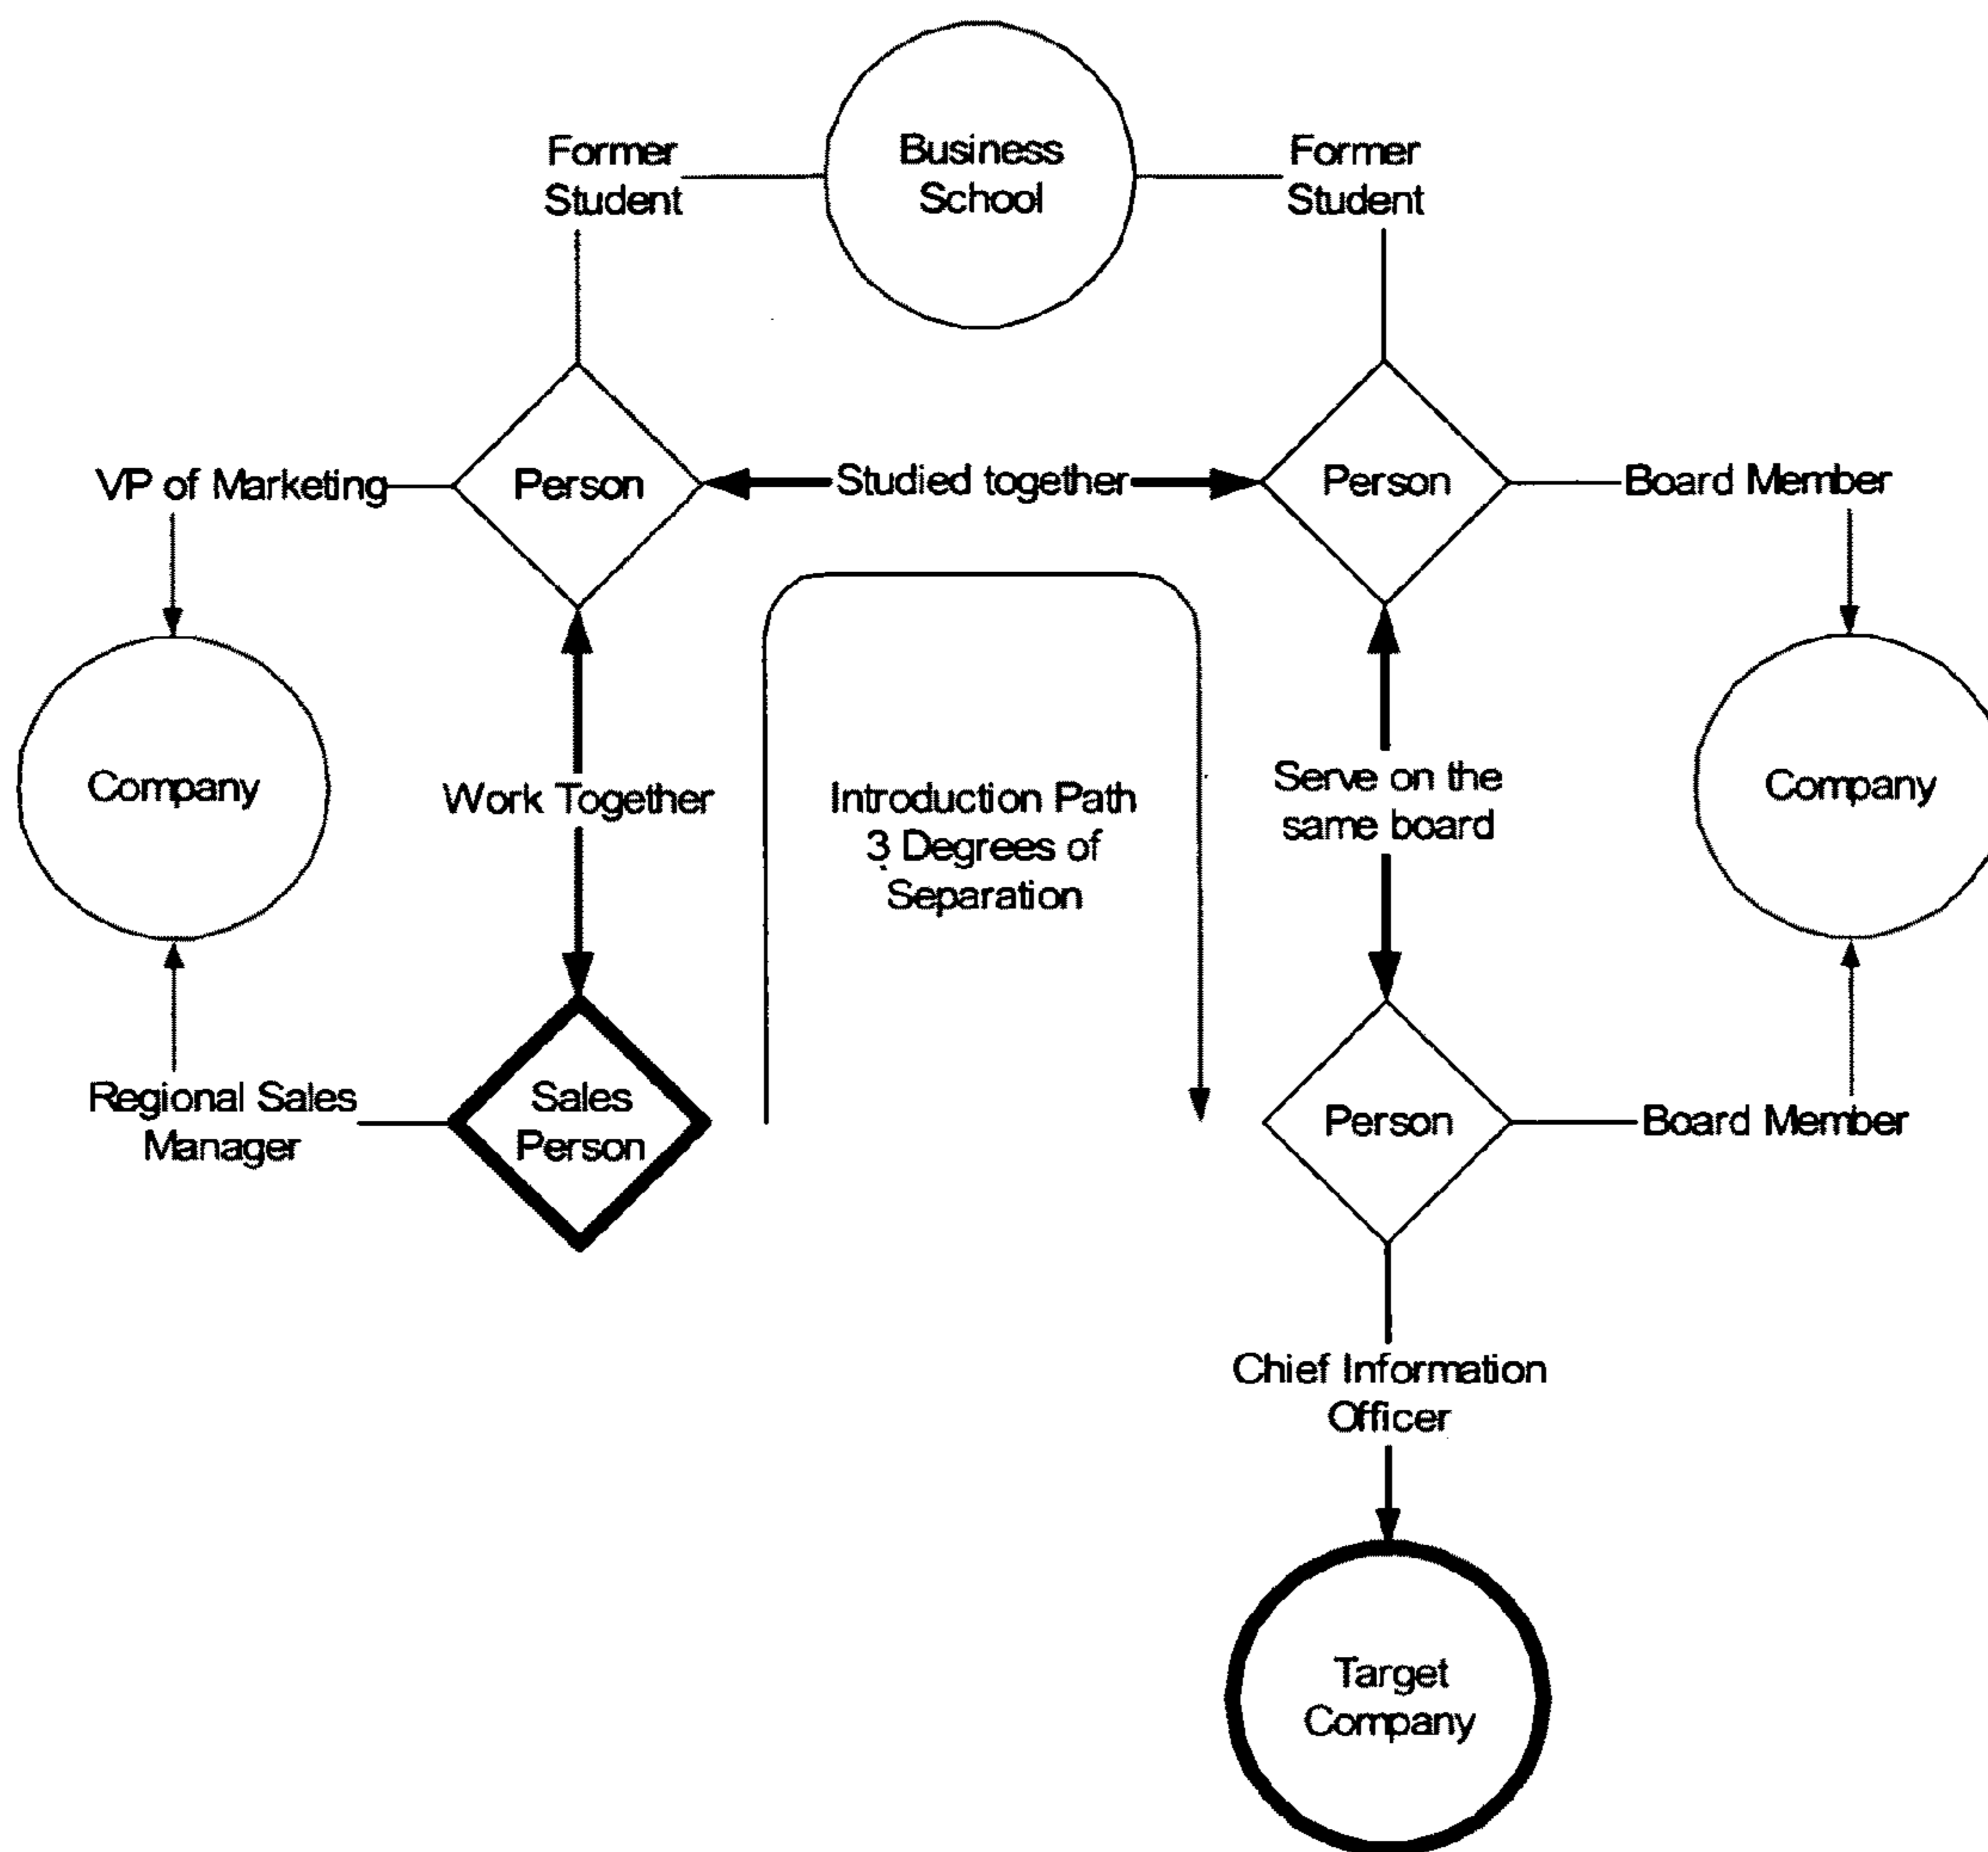 Former
Student
Business
School
Former
Student
VP of Marketing
Person
Studied together
Person
Board Member
Company
Work Together
Introduction Path
3 Degrees of
Separation
Serve on the
same board
Company
Regional Sales
Manager
Sales
Person
Person
Board Member
Chief Information
Officer
Target
Company